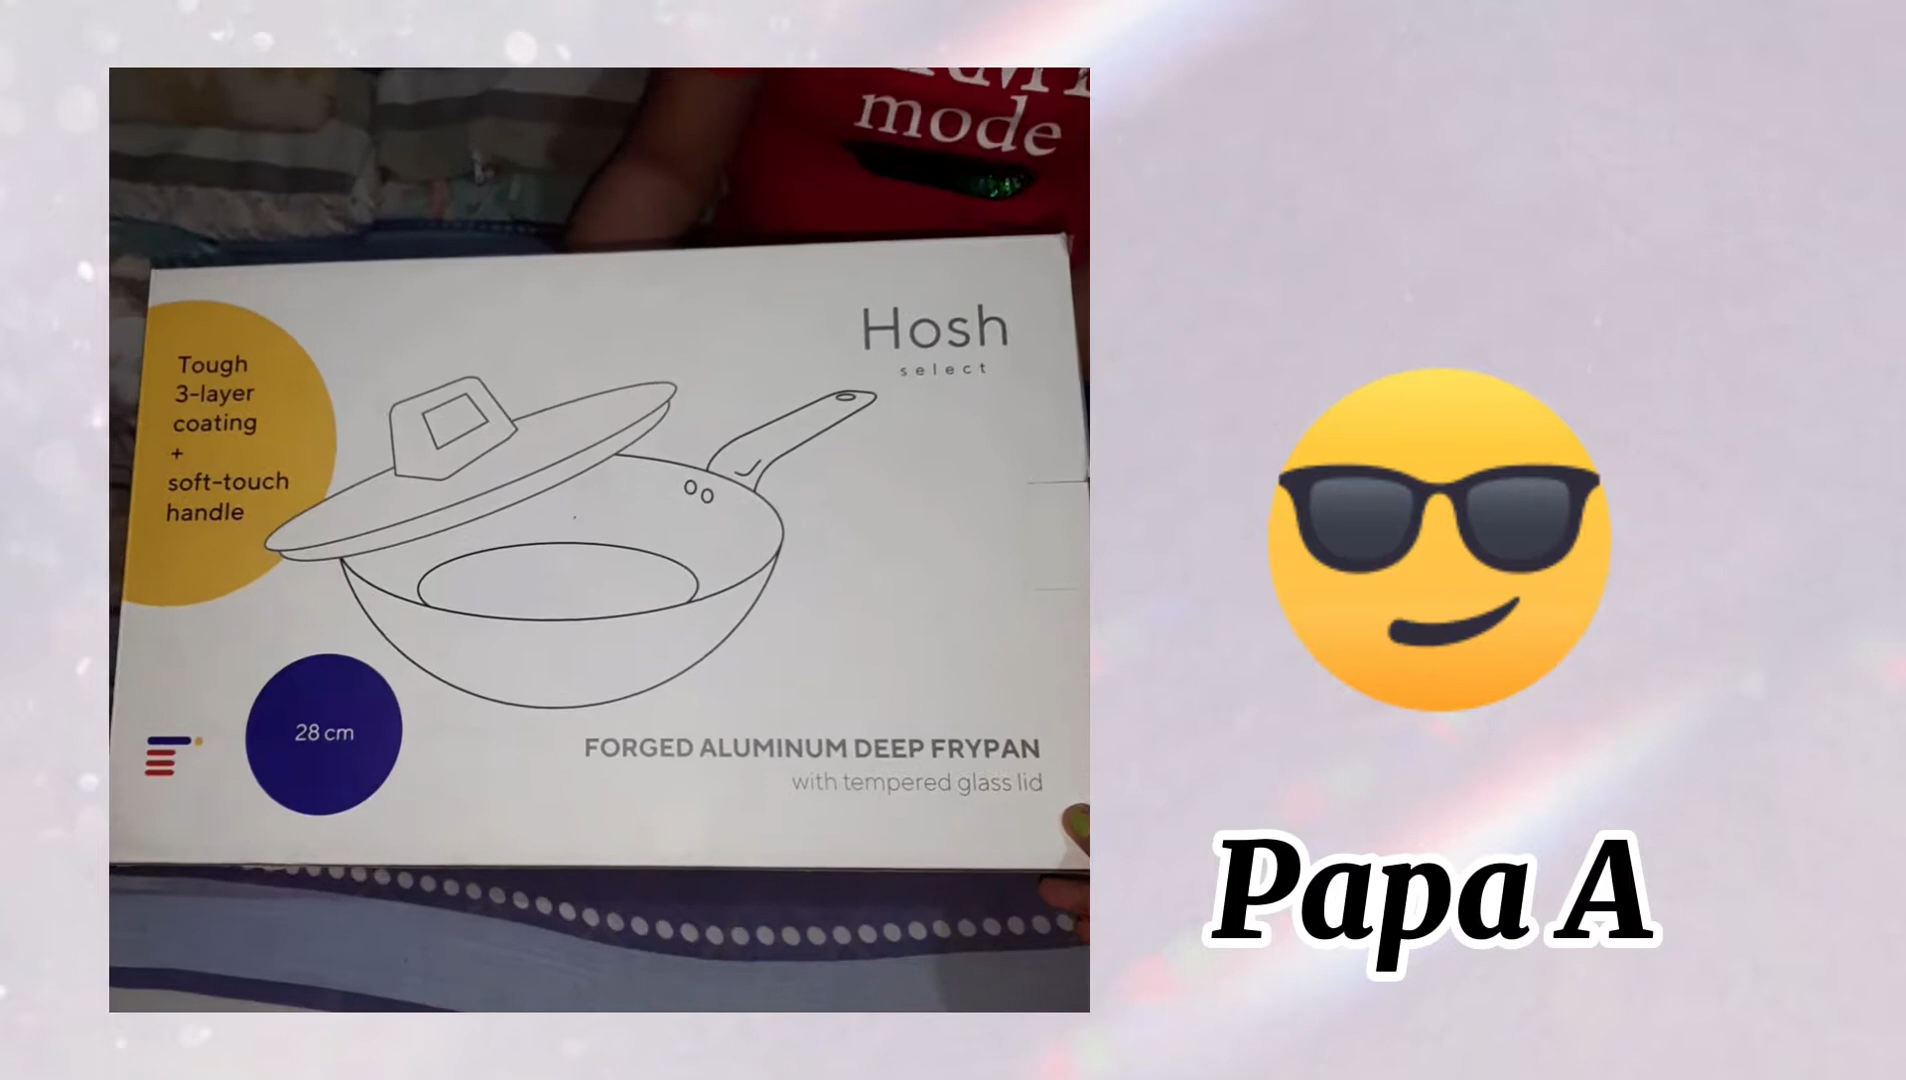 mode
Hosh
select
Tough
3-layer
coating
+
soft-touch
handle
28 cm
FORGED ALUMINUM DEEP FRYPAN
with tempered glass lid
Papa A